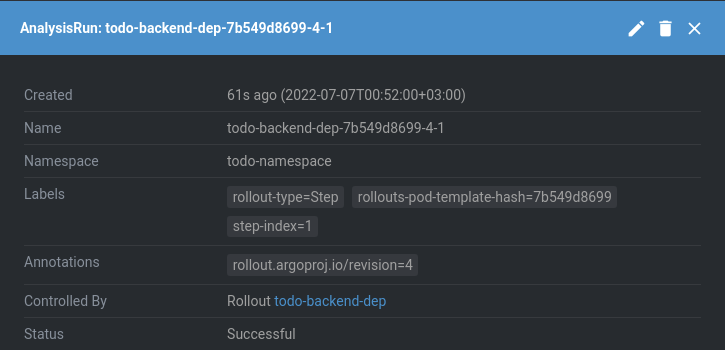 AnalysisRun: todo-backend-dep-7b549d8699-4-1
Created 61s ago (2022-07-07T00:52:00+03:00)
Name todo-backend-dep-7b549d8699-4-1
Namespace todo-namespace
Labels rollout-type=Step rollouts-pod-template-hash=7b549d8699
step-index=1
Annotations rollout.argoproj.io/revision=4
Controlled By Rollout todo-backend-dep
Status Successful